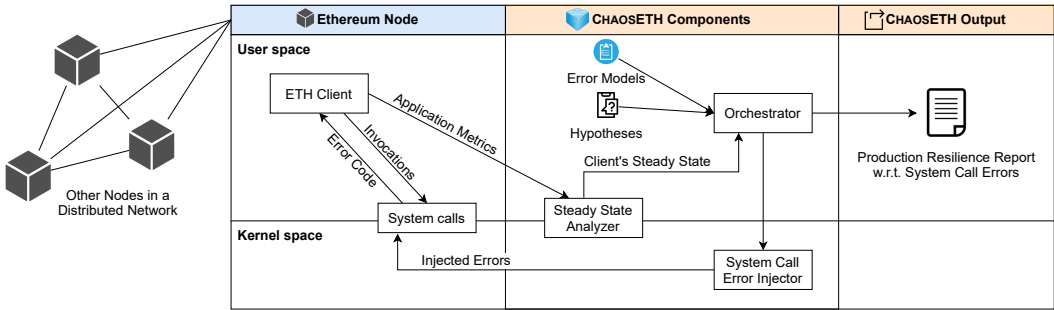 Ethereum Node
CHAOSETH Components
CHAOSETH Output
User space
Error Models
ETH Client
Application Metrics
Hypotheses
Orchestrator
Invocations
Error Code
Client's Steady State
Production Resilience Report
w.r.t. System Call Errors
Other Nodes in a
Distributed Network
System calls
Steady State
Analyzer
Kernel space
Injected Errors
System Call
Error Injector